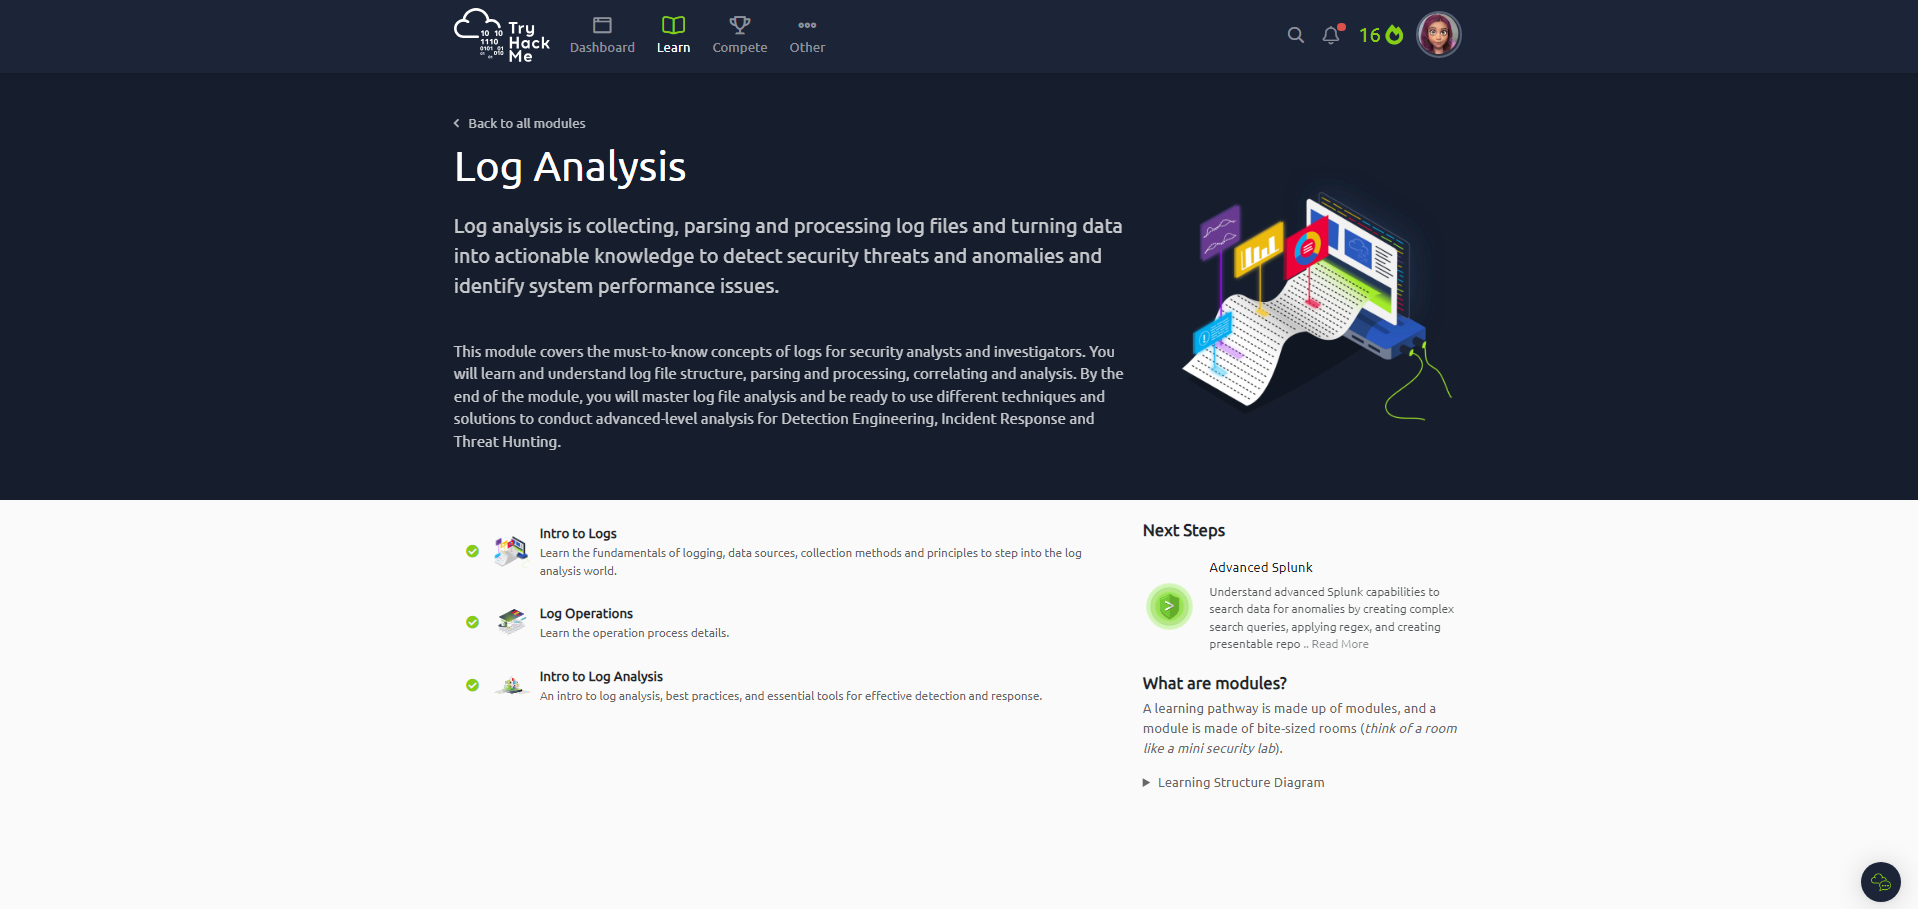 10 10
1110
0101 01
01 010
01
Try
Hack
Me
Dashboard
Learn
Compete
Other
16
Back to all modules
Log Analysis
Log analysis is collecting, parsing and processing log files and turning data
into actionable knowledge to detect security threats and anomalies and
identify system performance issues.
This module covers the must-to-know concepts of logs for security analysts and investigators. You
will learn and understand log file structure, parsing and processing, correlating and analysis. By the
end of the module, you will master log file analysis and be ready to use different techniques and
solutions to conduct advanced-level analysis for Detection Engineering, Incident Response and
Threat Hunting.
Intro to Logs
Learn the fundamentals of logging, data sources, collection methods and principles to step into the log
analysis world.
Log Operations
Learn the operation process details.
Intro to Log Analysis
An intro to log analysis, best practices, and essential tools for effective detection and response.
Next Steps
Advanced Splunk
Understand advanced Splunk capabilities to
search data for anomalies by creating complex
search queries, applying regex, and creating
presentable repo .. Read More
What are modules?
A learning pathway is made up of modules, and a
module is made of bite-sized rooms (think of a room
like a mini security lab).
Learning Structure Diagram